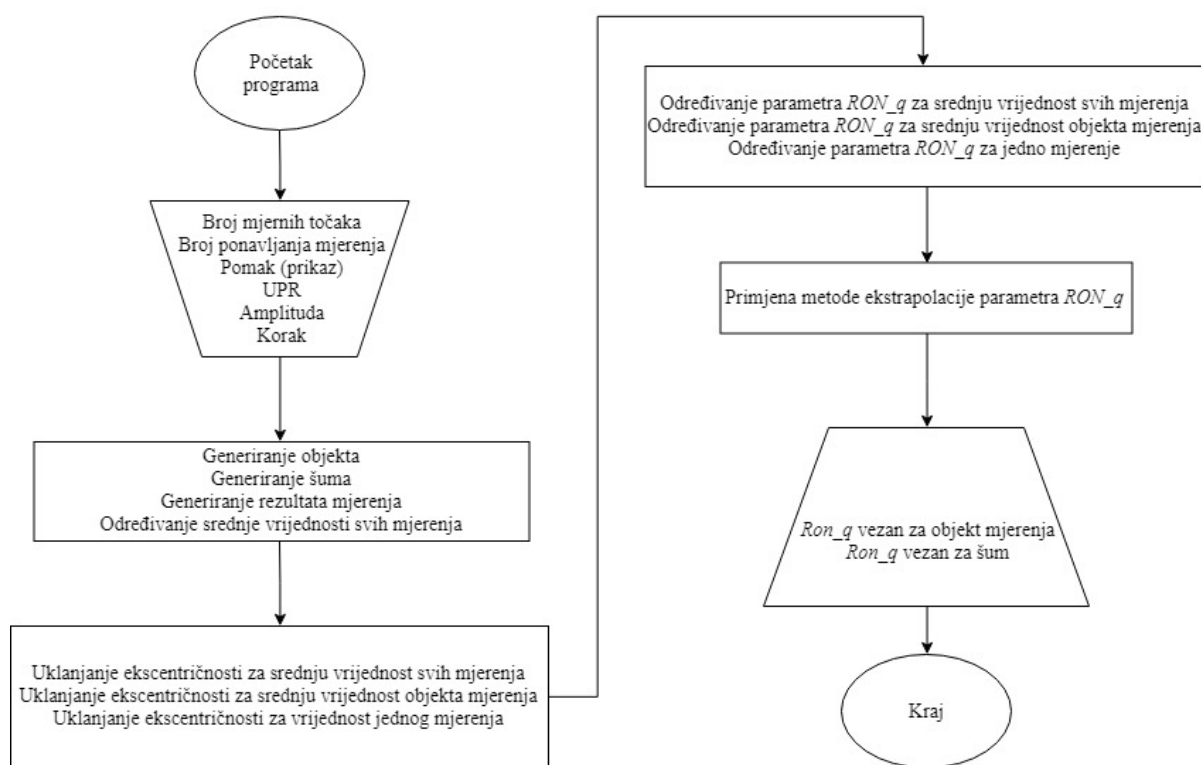 Početak
programa
Broj mjernih točaka
Broj ponavljanja mjerenja
Pomak (prikaz)
UPR
Amplituda
Korak
Generiranje objekta
Generiranje šuma
Generiranje rezultata mjerenja
Određivanje srednje vrijednosti svih mjerenja
Uklanjanje ekscentričnosti za srednju vrijednost svih mjerenja
Uklanjanje ekscentričnosti za srednju vrijednost objekta mjerenja
Uklanjanje ekscentričnosti za vrijednost jednog mjerenja
Određivanje parametra RON_q za srednju vrijednost svih mjerenja
Određivanje parametra RON_q za srednju vrijednost objekta mjerenja
Određivanje parametra RON_q za jedno mjerenje
Primjena metode ekstrapolacije parametra RON_q
Ron_q vezan za objekt mjerenja
Ron_q vezan za šum
Kraj